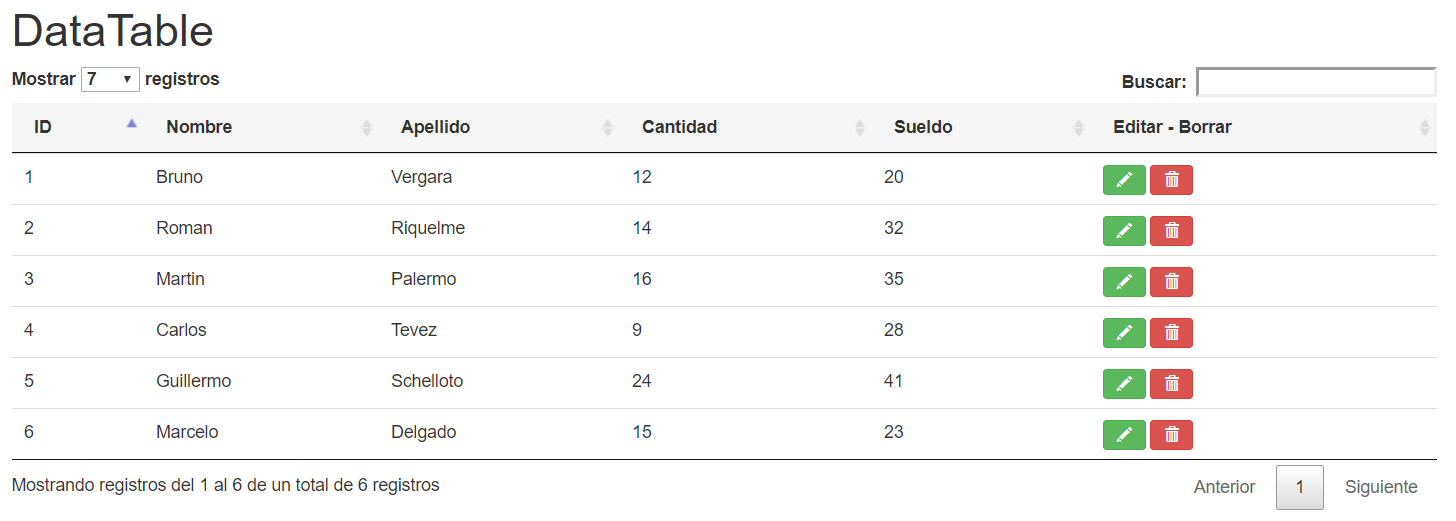 DataTable
Mostrar 7 registros Buscar:
ID Nombre Apellido Cantidad Sueldo Editar - Borrar
1 Bruno Vergara 12 20
2 Roman Riquelme 14 32
3 Martin Palermo 16 35
4 Carlos Tevez 9 28
5 Guillermo Schelloto 24 41
6 Marcelo Delgado 15 23
Mostrando registros del 1 al 6 de un total de 6 registros Anterior 1 Siguiente